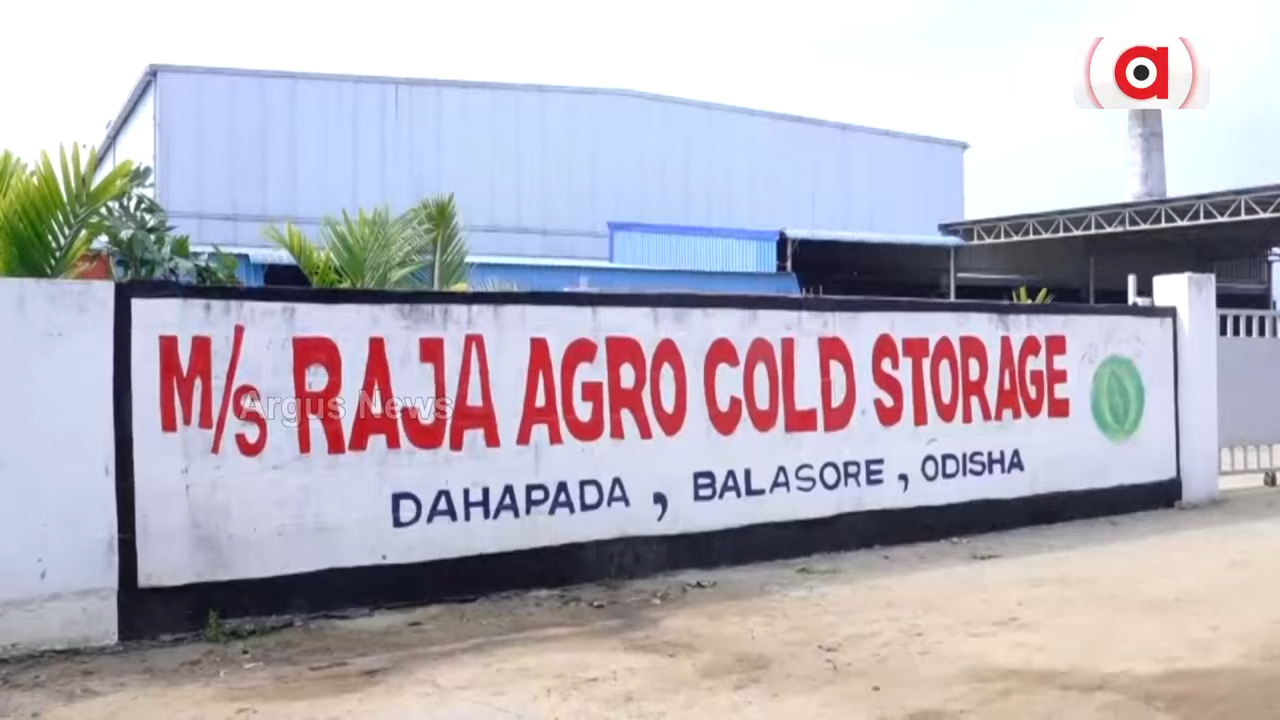 M/s RAJA AGRO COLD STORAGE
Argus News
DAHAPADA , BALASORE , ODISHA
a